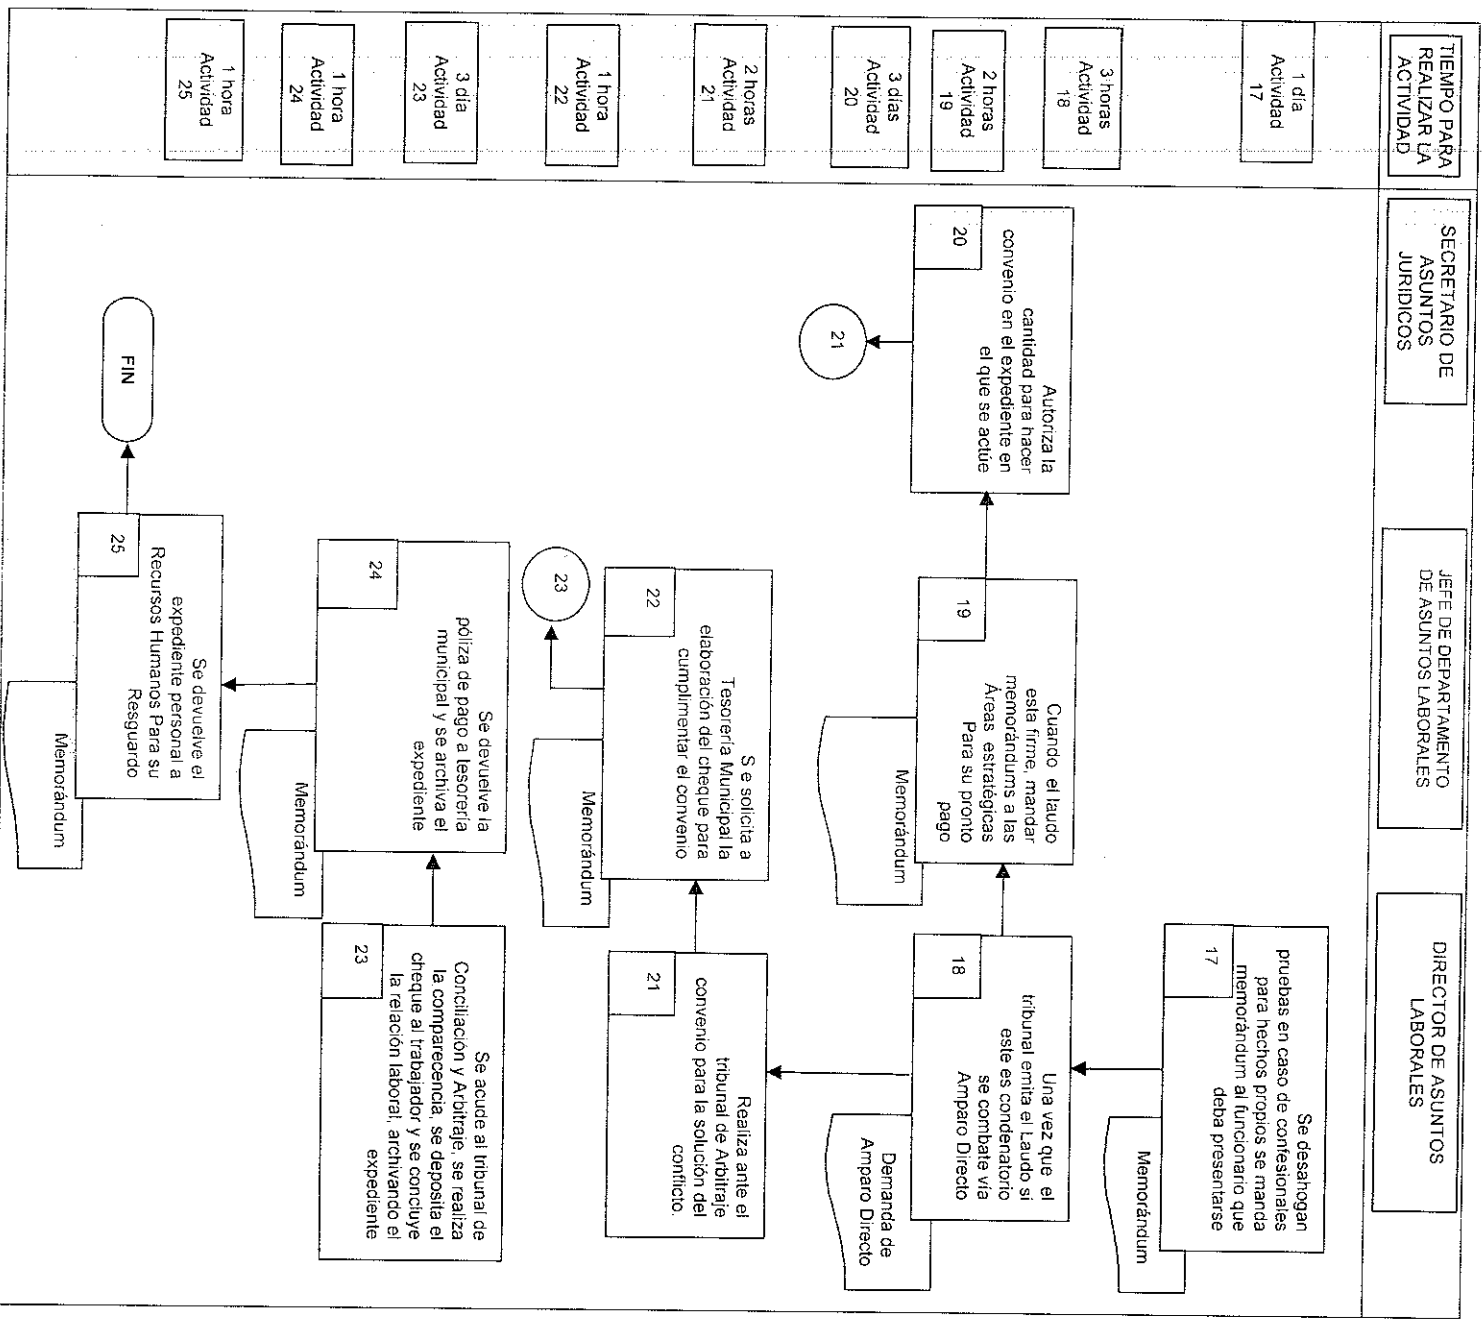 TIEMPO PARA
REALIZAR LA
ACTIVIDAD
SECRETARIO DE
ASUNTOS
JURIDICOS
JEFE DE DEPARTAMENTO
DE ASUNTOS LABORALES
DIRECTOR DE ASUNTOS
LABORALES
1 día
Actividad
17
Se desahogan
pruebas en caso de confesionales
para hechos propios se manda
memorándum al funcionario que
deba presentarse
17
Memorándum
3 horas
Actividad
18
Una vez que el
tribunal emita el Laudo si
este es condenatorio
se combate vía
Amparo Directo
18
Demanda de
Amparo Directo
2 horas
Actividad
19
Cuando el laudo
esta firme, mandar
memorándums a las
Áreas estratégicas
Para su pronto
pago
19
Memorándum
3 días
Actividad
20
Autoriza la
cantidad para hacer
convenio en el expediente en
el que se actúe
20
21
2 horas
Actividad
21
Realiza ante el
tribunal de Arbitraje
convenio para la solución del
conflicto.
21
1 hora
Actividad
22
S e solicita a
Tesorería Municipal la
elaboración del cheque para
cumplimentar el convenio
22
Memorándum
23
3 día
Actividad
23
Se acude al tribunal de
Conciliación y Arbitraje, se realiza
la comparecencia, se deposita el
cheque al trabajador y se concluye
la relación laboral, archivando el
expediente
23
1 hora
Actividad
24
Se devuelve la
póliza de pago a tesorería
municipal y se archiva el
expediente
24
Memorándum
1 hora
Actividad
25
Se devuelve el
expediente personal a
Recursos Humanos Para su
Resguardo
25
Memorándum
FIN